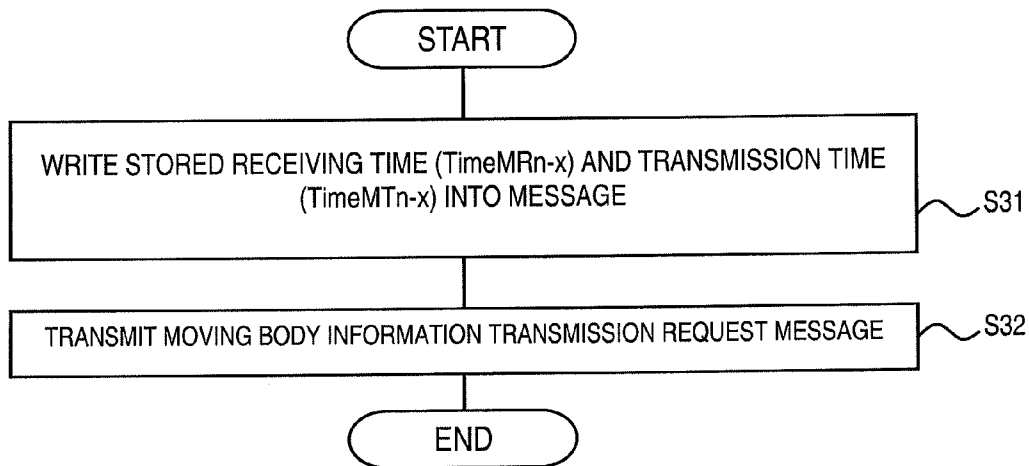 START
WRITE STORED RECEIVING TIME (TimeMRn-x) AND TRANSMISSION TIME
(TimeMTn-x) INTO MESSAGE
S31
TRANSMIT MOVING BODY INFORMATION TRANSMISSION REQUEST MESSAGE
S32
END